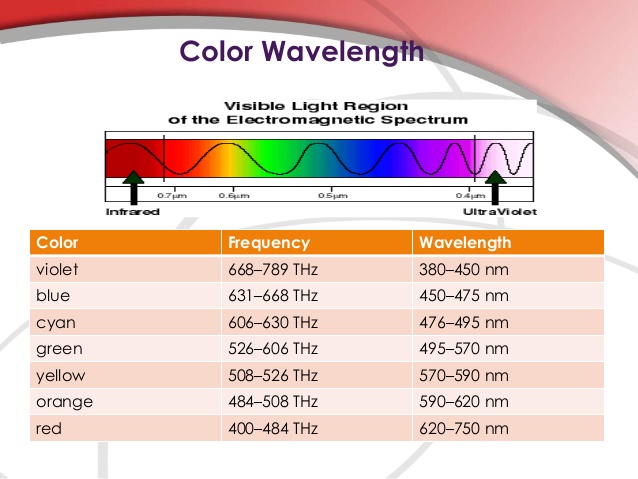 Color Wavelength
Visible Light Region
of the Electromagnetic Spectrum
0.7μm 0.6μm 0.5μm 0.4μm
Infrared UltraViolet
Color Frequency Wavelength
violet 668–789 THz 380–450 nm
blue 631–668 THz 450–475 nm
cyan 606–630 THz 476–495 nm
green 526–606 THz 495–570 nm
yellow 508–526 THz 570–590 nm
orange 484–508 THz 590–620 nm
red 400–484 THz 620–750 nm